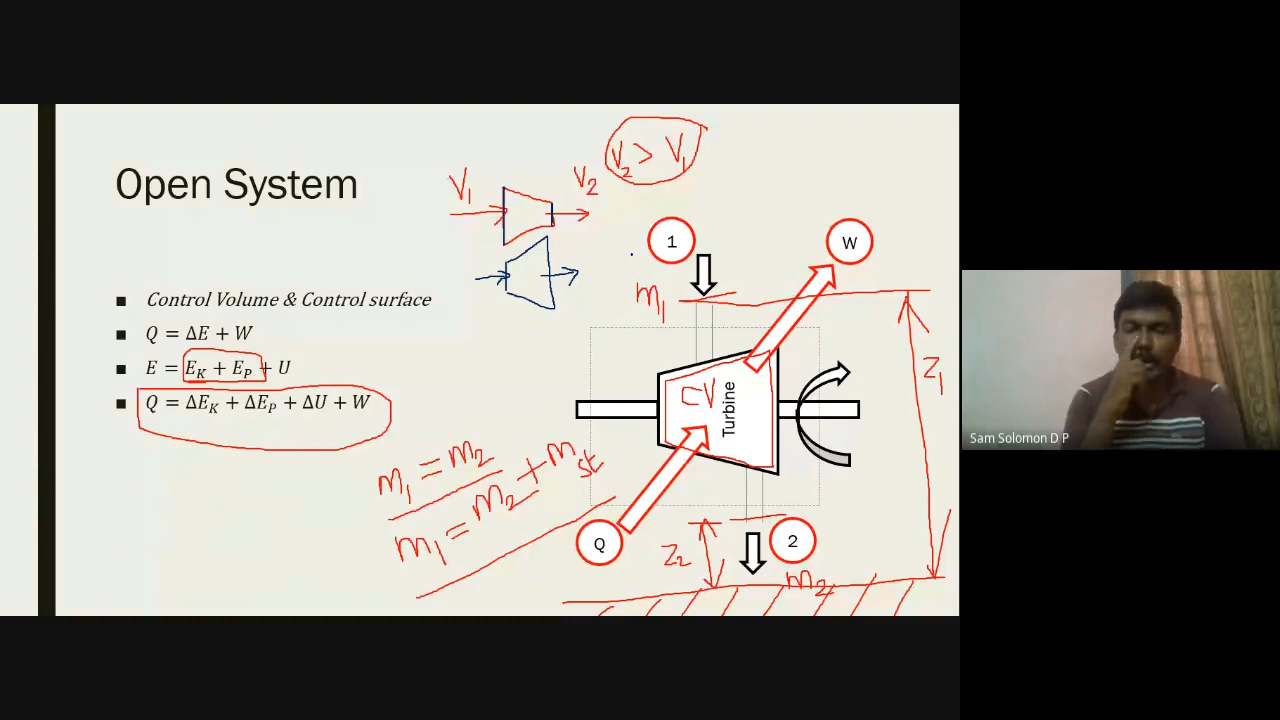 Open System
Control Volume & Control surface
Q = ΔE + W
E = E_K + E_P + U
Q = ΔE_K + ΔE_P + ΔU + W
V₁
V₂
V₂ > V₁
1
W
m₁
CV
Turbine
Z₁
m₁ = m₂
m₁ = m₂ + m_st
Q
Z₂
2
m₂
Sam Solomon D P